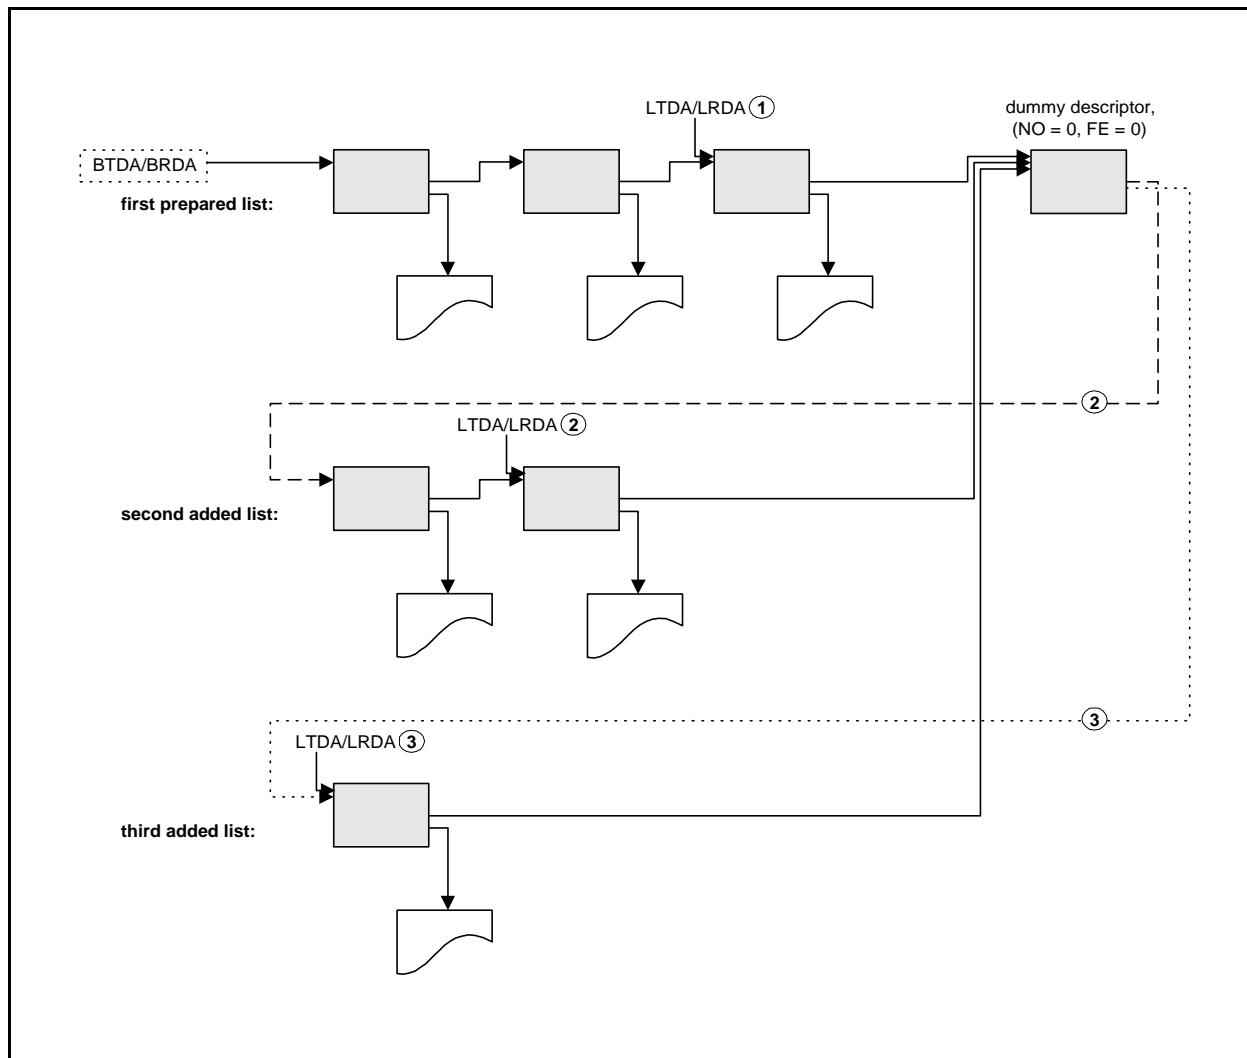 LTDA/LRDA 1
dummy descriptor,
(NO = 0, FE = 0)
BTDA/BRDA
first prepared list:
2
LTDA/LRDA 2
second added list:
3
LTDA/LRDA 3
third added list: